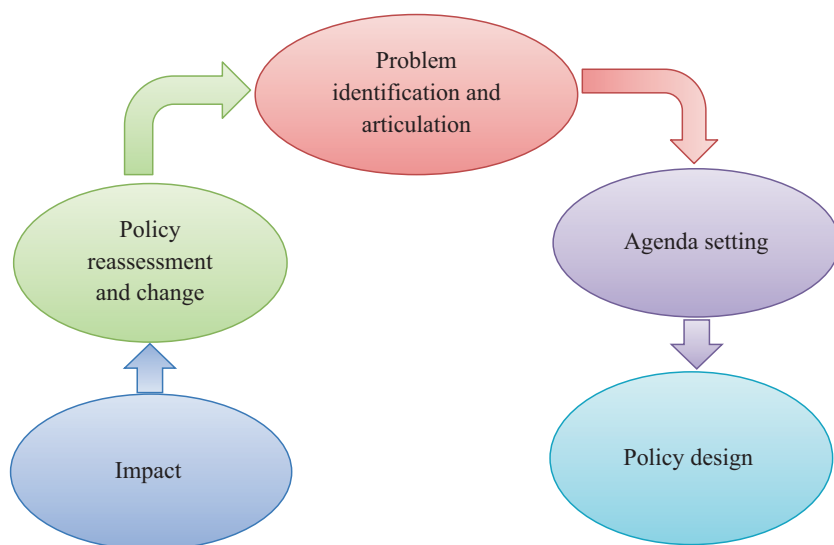 Problem
identification and
articulation
Agenda setting
Policy design
Impact
Policy
reassessment
and change